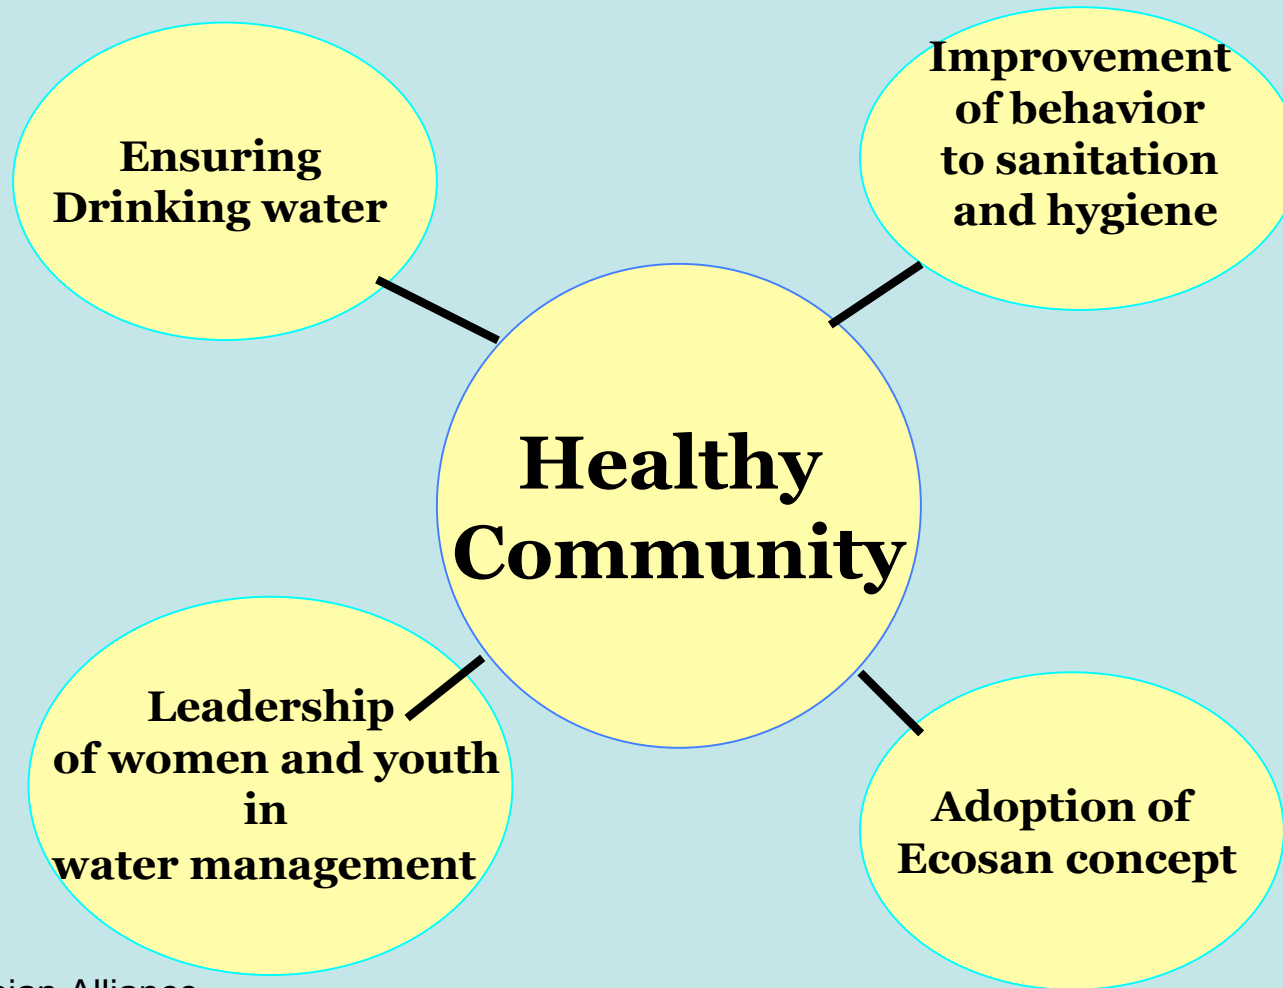 Ensuring
Drinking water
Improvement
of behavior
to sanitation
and hygiene
Healthy
Community
Leadership
of women and youth
in
water management
Adoption of
Ecosan concept
Alliance